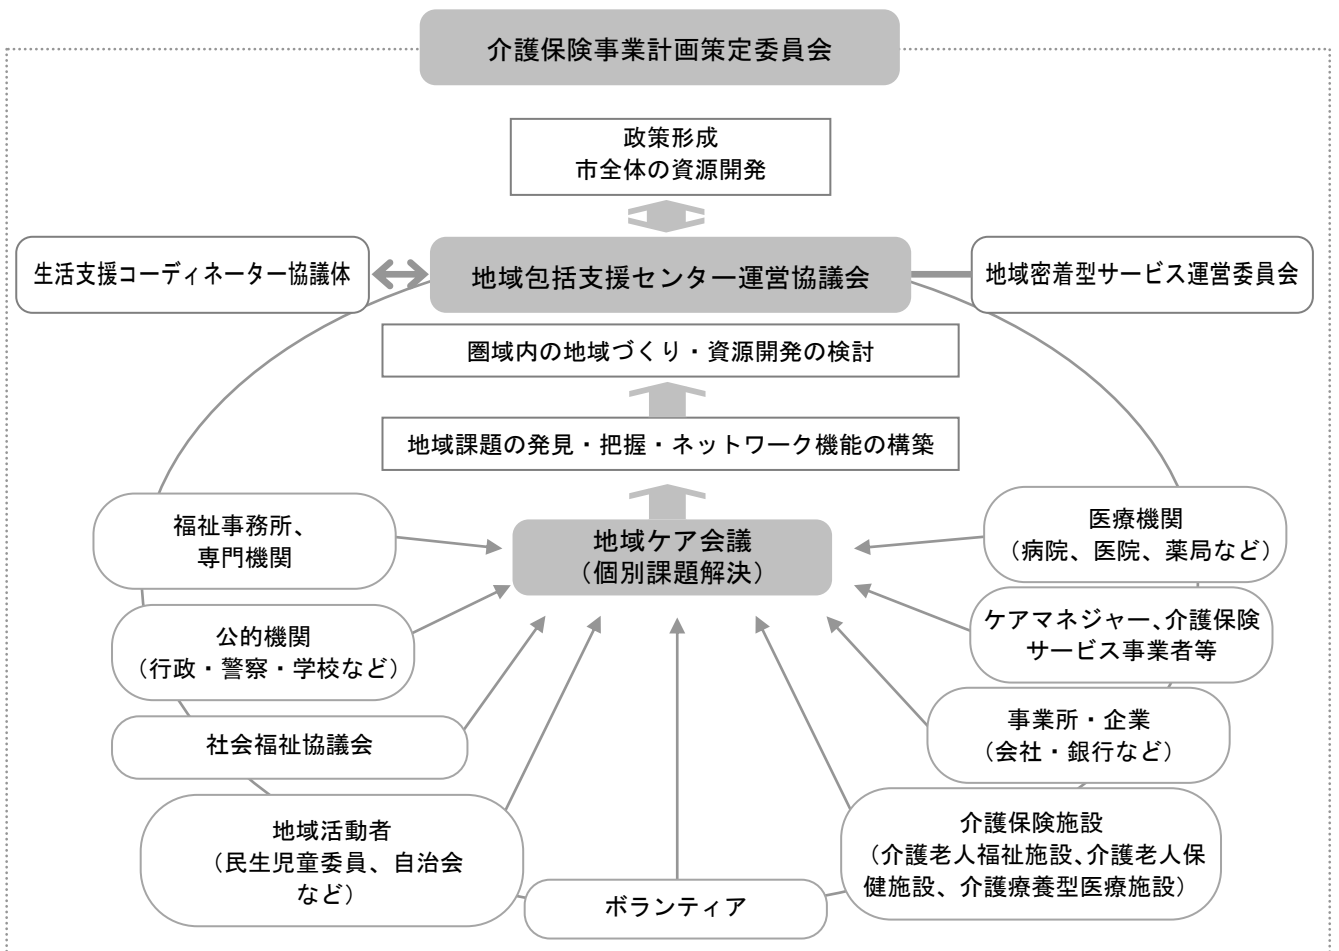 介護保険事業計画策定委員会
政策形成
市全体の資源開発
生活支援コーディネーター協議体
地域包括支援センター運営協議会
地域密着型サービス運営委員会
圏域内の地域づくり・資源開発の検討
地域課題の発見・把握・ネットワーク機能の構築
福祉事務所、
専門機関
地域ケア会議
（個別課題解決）
医療機関
（病院、医院、薬局など）
公的機関
（行政・警察・学校など）
ケアマネジャー、介護保険
サービス事業者等
社会福祉協議会
事業所・企業
（会社・銀行など）
地域活動者
（民生児童委員、自治会
など）
介護保険施設
（介護老人福祉施設、介護老人保
健施設、介護療養型医療施設）
ボランティア